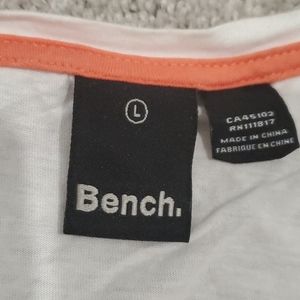 L
Bench.
CA45102
RN111817
MADE IN CHINA
FABRIQUE EN CHINE